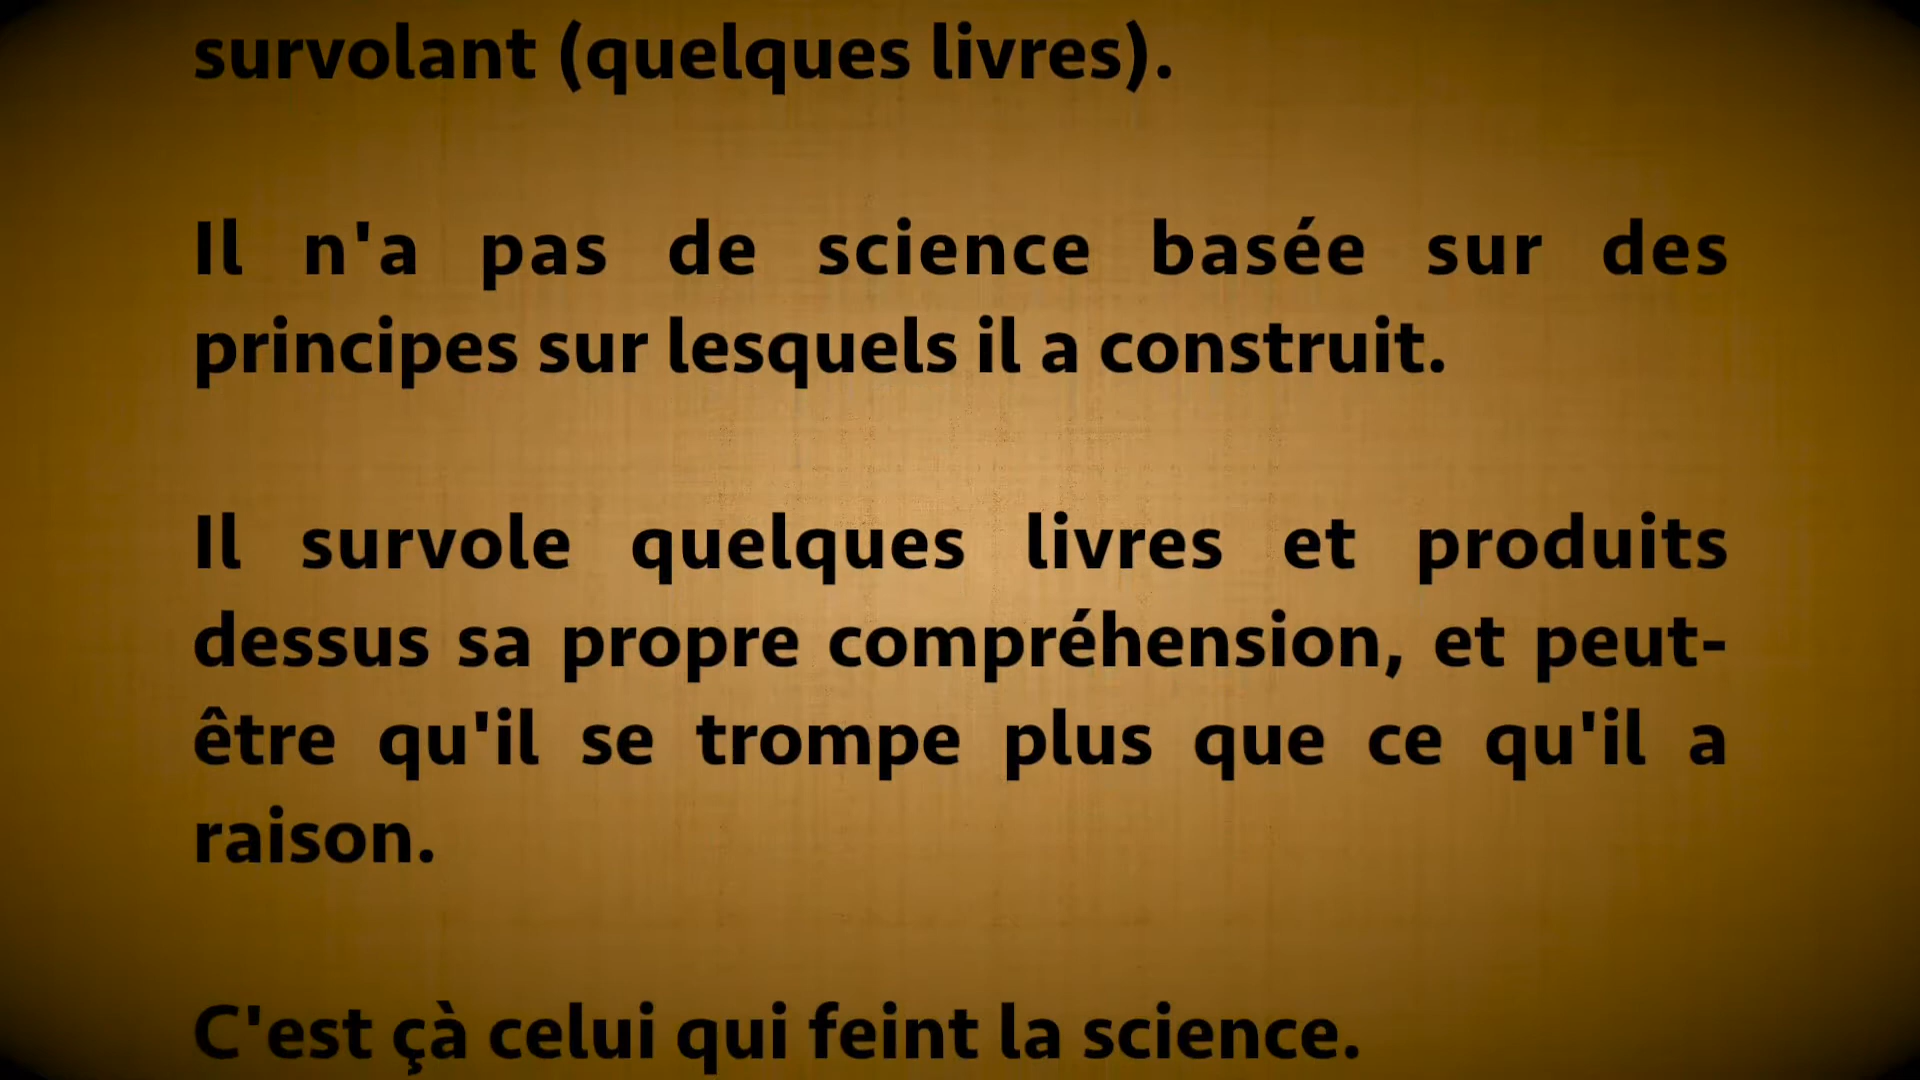 survolant (quelques livres).
Il n'a pas de science basée sur des
principes sur lesquels il a construit.
Il survole quelques livres et produits
dessus sa propre compréhension, et peut-
être qu'il se trompe plus que ce qu'il a
raison.
C'est çà celui qui feint la science.